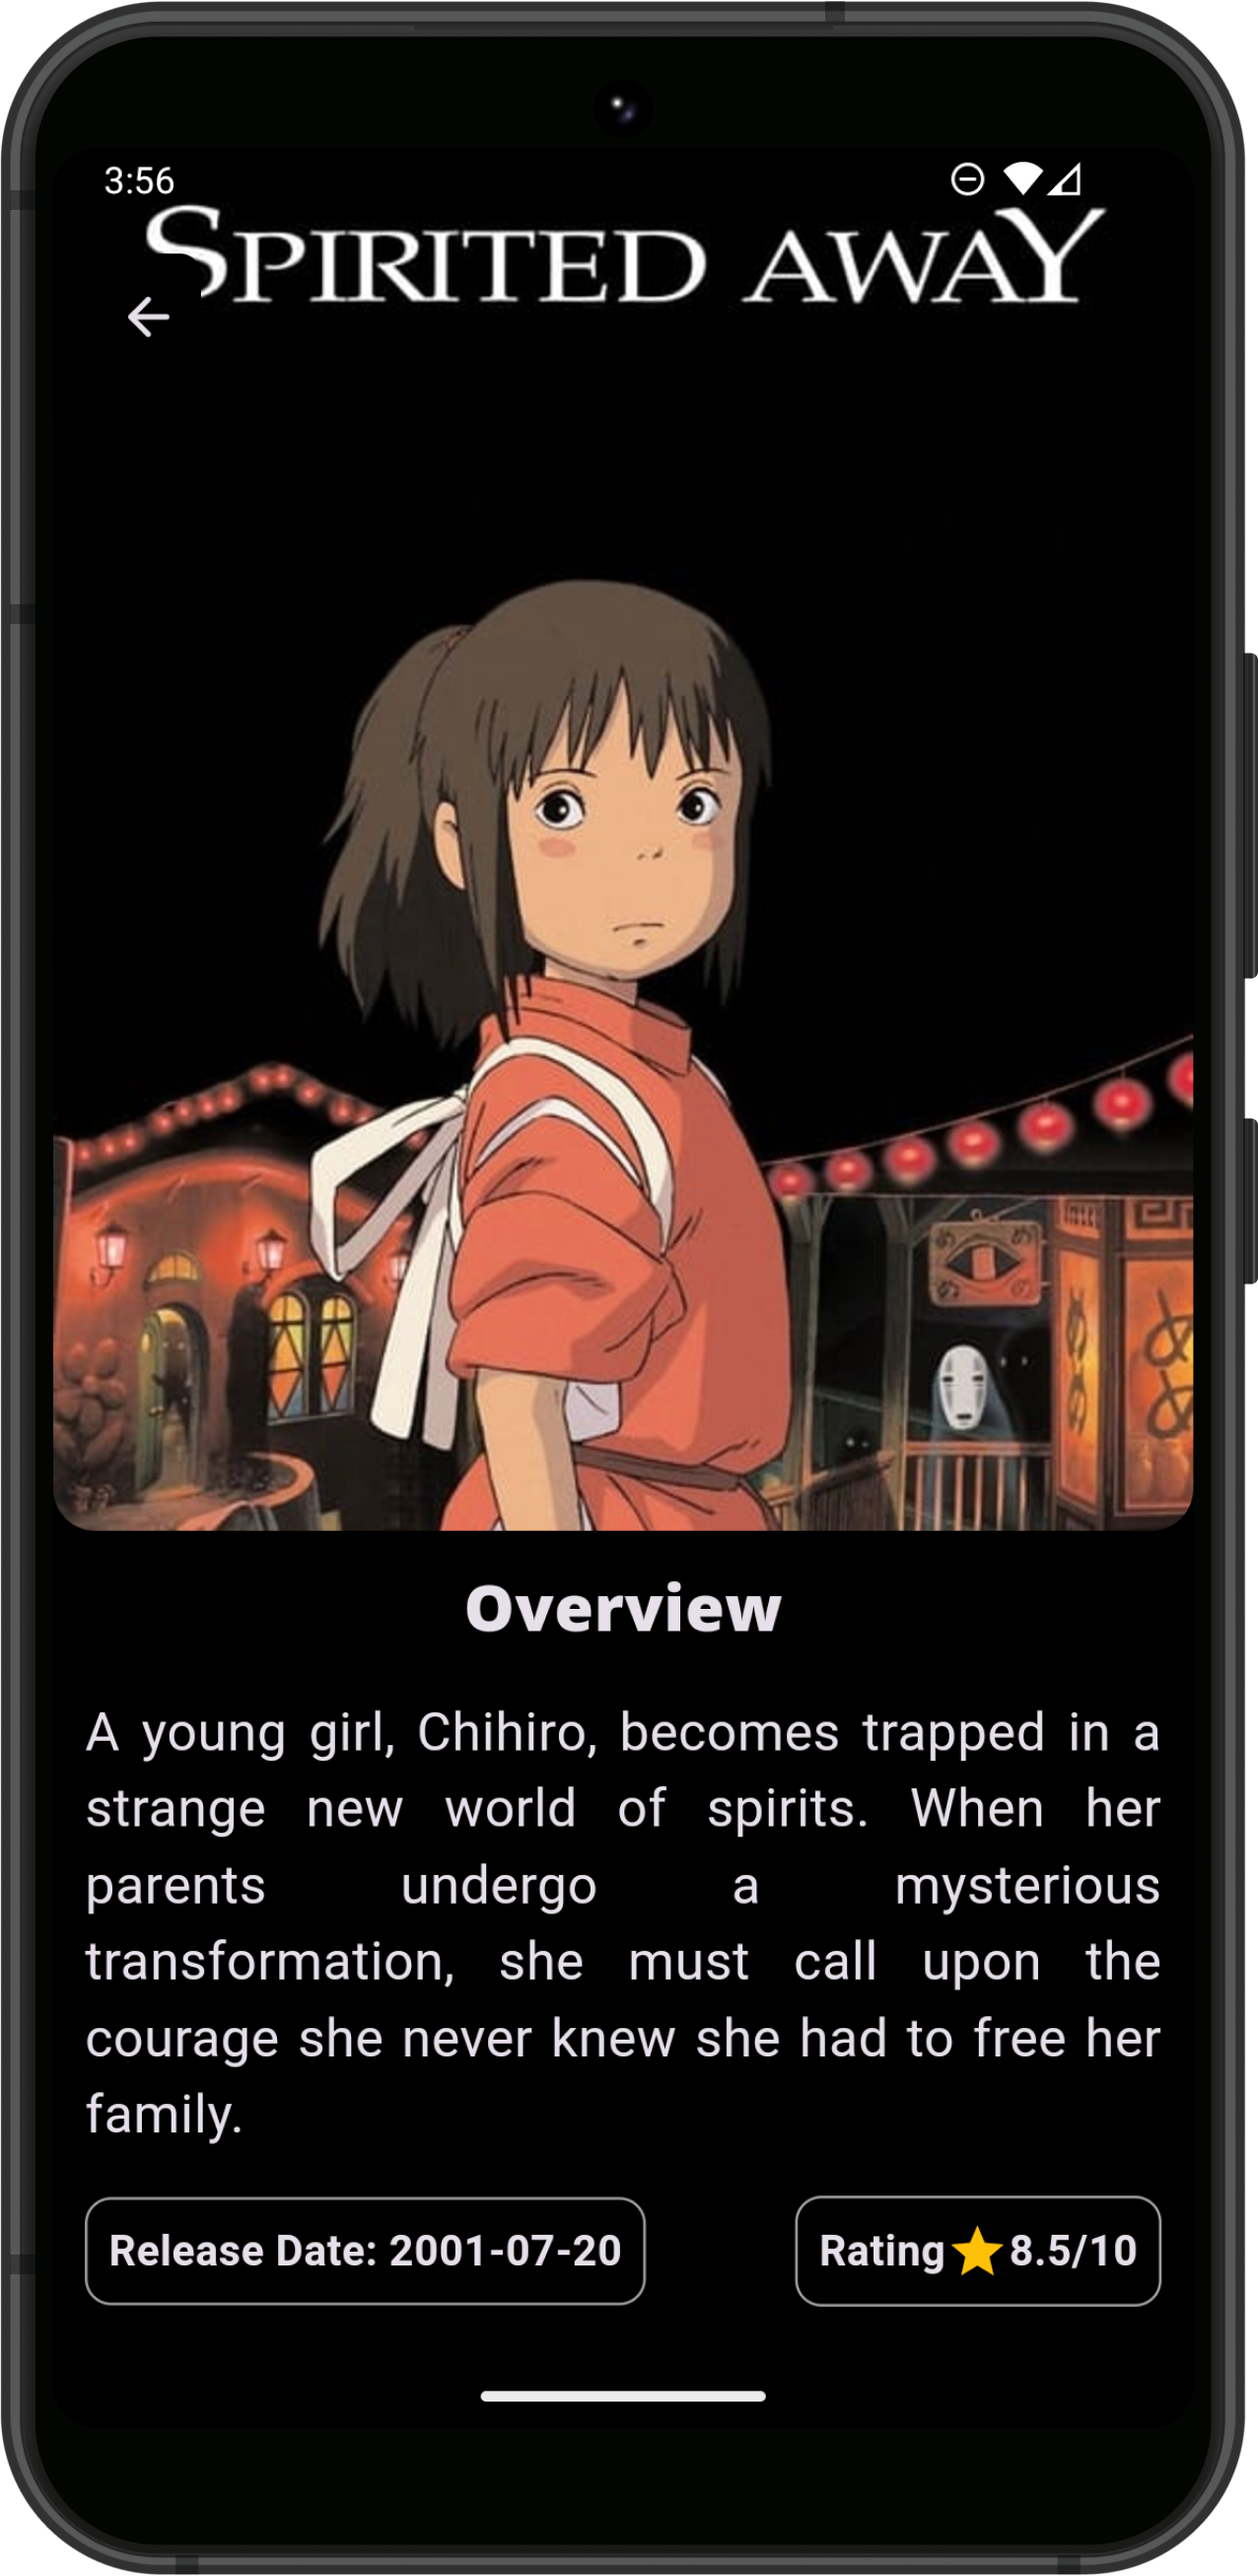 3:56
SPIRITED AWAY
Overview
A young girl, Chihiro, becomes trapped in a
strange new world of spirits. When her
parents undergo a mysterious
transformation, she must call upon the
courage she never knew she had to free her
family.
Release Date: 2001-07-20
Rating 8.5/10